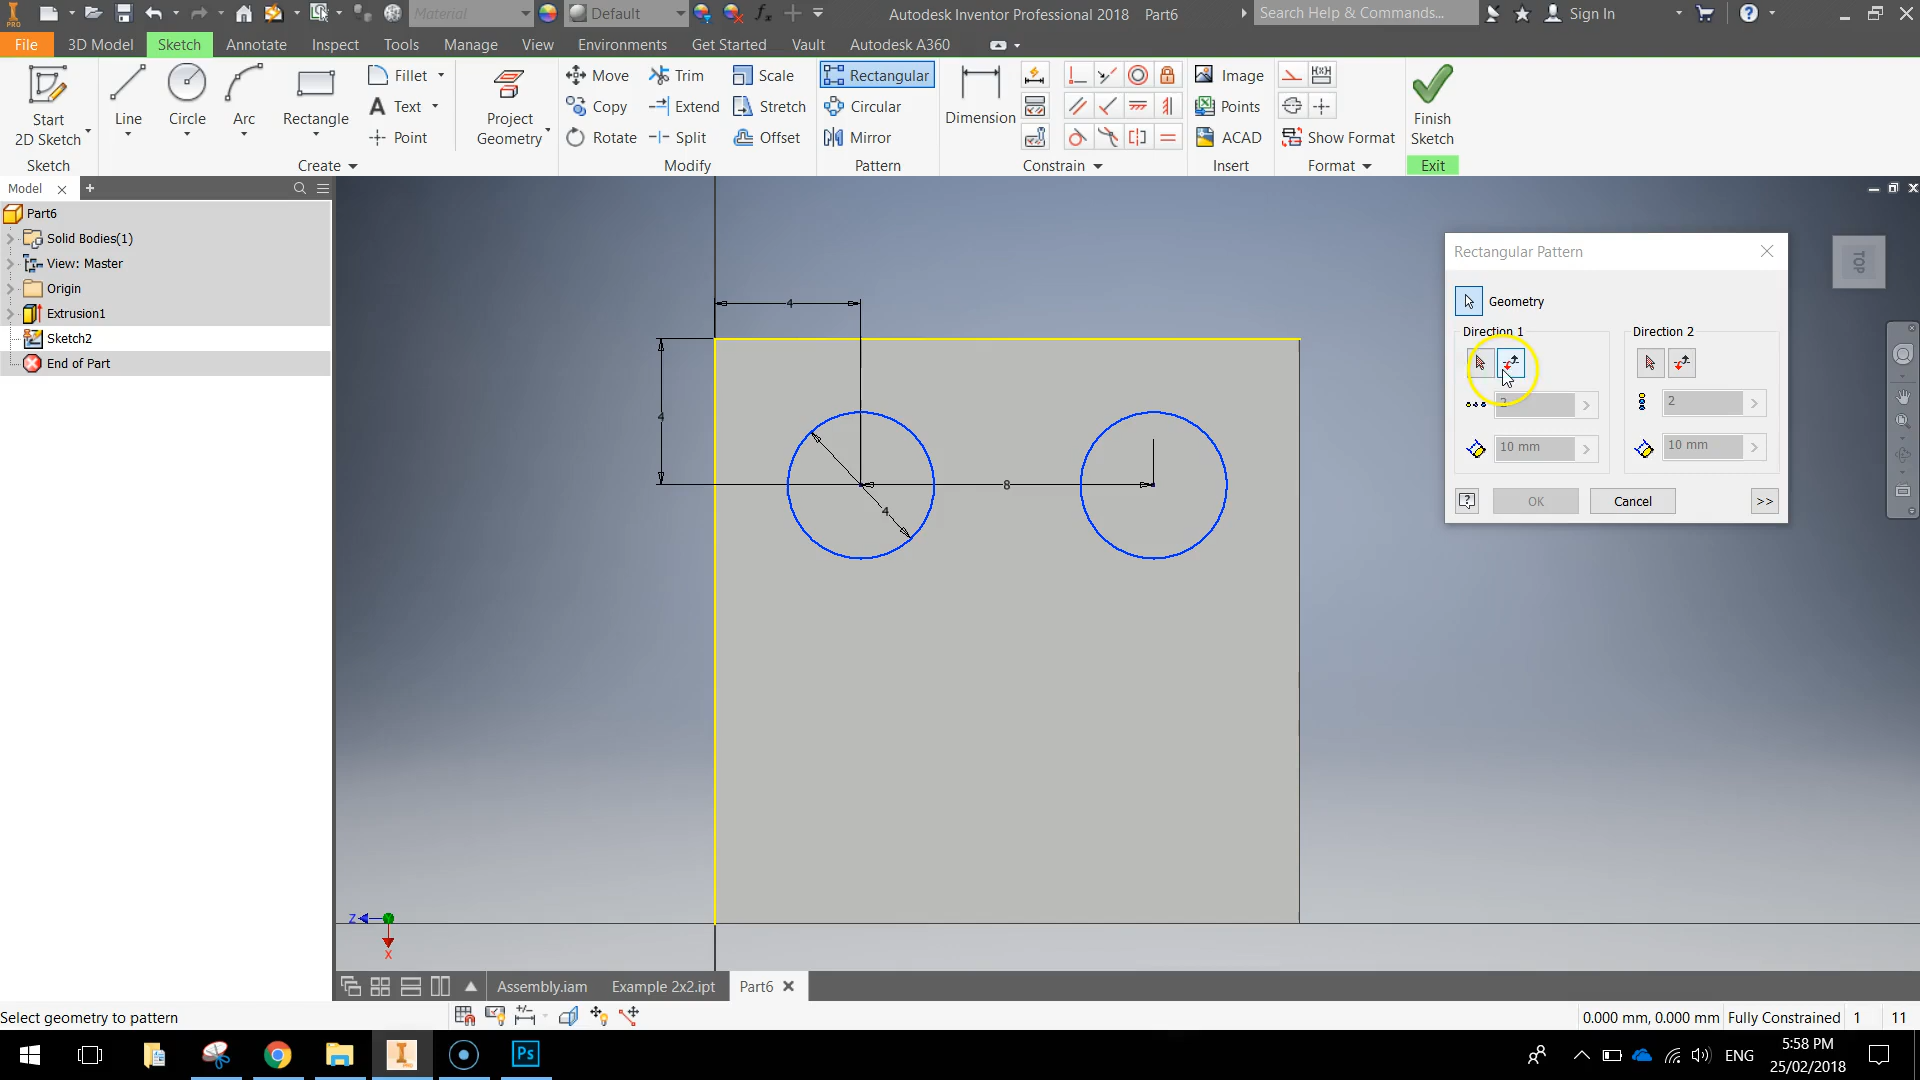 Material
Default
Autodesk Inventor Professional 2018 Part6
Search Help & Commands...
Sign In
PRO
File 3D Model Sketch Annotate Inspect Tools Manage View Environments Get Started Vault Autodesk A360
Start
2D Sketch
Line
Circle
Arc
Rectangle
Fillet
Text
Point
Project
Geometry
Move
Copy
Rotate
Trim
Extend
Split
Scale
Stretch
Offset
Rectangular
Circular
Mirror
Dimension
Image
Points
ACAD
Show Format
Finish
Sketch
Sketch Create Modify Pattern Constrain Insert Format Exit
Model
Part6
Solid Bodies(1)
View: Master
Origin
Extrusion1
Sketch2
End of Part
4
4
8
4
Rectangular Pattern
Geometry
Direction 1 Direction 2
2 2
10 mm 10 mm
OK Cancel >>
TOP
Z
X
Assembly.iam Example 2x2.ipt Part6
Select geometry to pattern
0.000 mm, 0.000 mm Fully Constrained 1 11
Ps
ENG
5:58 PM
25/02/2018